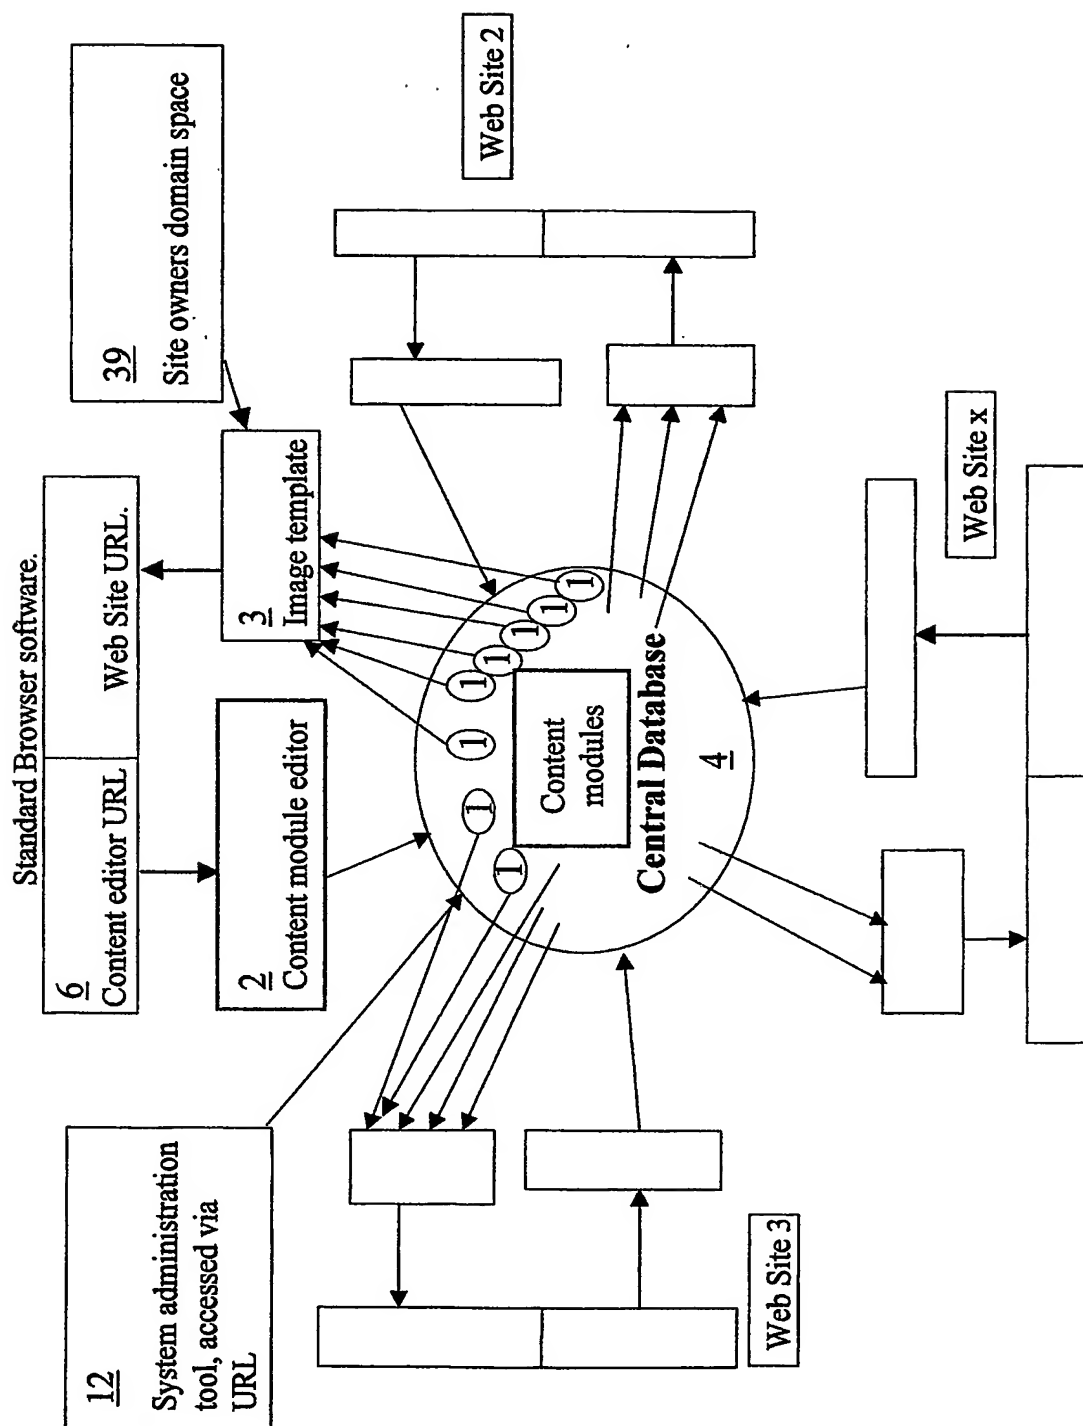 12
System administration
tool, accessed via
URL
Standard Browser software.
6
Content editor URL
Web Site URL.
39
Site owners domain space
2
Content module editor
3
Image template
1
1
1
1
1
1
1
1
Content
modules
Central Database
4
Web Site 2
Web Site 3
Web Site x